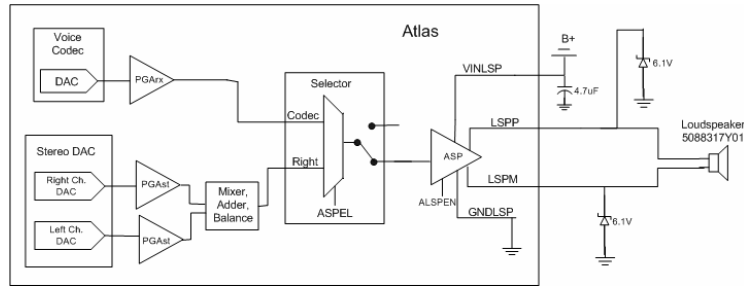 Atlas
Voice
Codec
DAC
PGArx
Selector
Codec
Right
ASPEL
Stereo DAC
Right Ch.
DAC
Left Ch.
DAC
PGAst
PGAst
Mixer,
Adder,
Balance
ASP
ALSPEN
VINLSP
LSPP
LSPM
GNDLSP
B+
4.7uF
6.1V
6.1V
Loudspeaker
5088317Y01